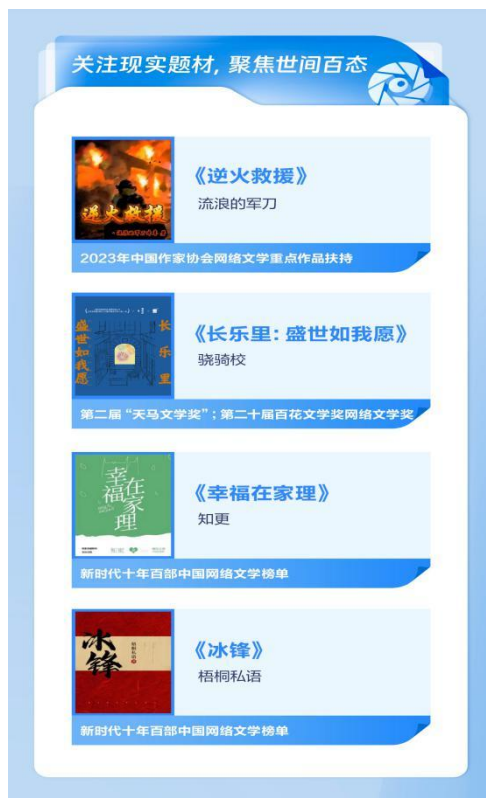 关注现实题材, 聚焦世间百态
逆火救援
《逆火救援》
流浪的军刀
2023年中国作家协会网络文学重点作品扶持
盛世如我愿
长乐里
《长乐里: 盛世如我愿》
骁骑校
第二届“天马文学奖”; 第二十届百花文学奖网络文学奖
幸福在家理
《幸福在家理》
知更
新时代十年百部中国网络文学榜单
冰锋
《冰锋》
梧桐私语
新时代十年百部中国网络文学榜单